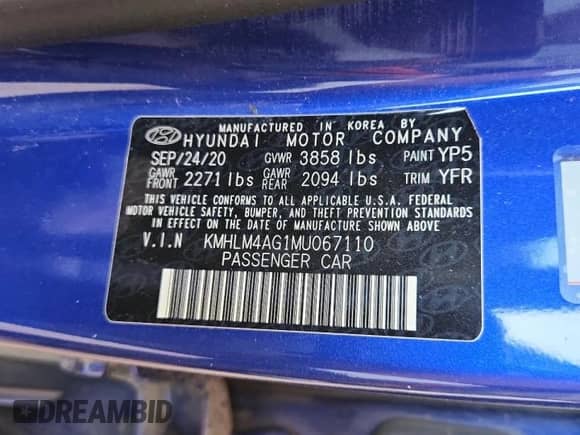 MANUFACTURED IN KOREA BY
HYUNDAI MOTOR COMPANY
SEP/24/20 GVWR 3858 lbs PAINT YP5
GAWR FRONT 2271 lbs GAWR REAR 2094 lbs TRIM YFR
THIS VEHICLE CONFORMS TO ALL APPLICABLE U.S.A. FEDERAL
MOTOR VEHICLE SAFETY, BUMPER, AND THEFT PREVENTION STANDARDS
IN EFFECT ON THE DATE OF MANUFACTURE SHOWN ABOVE
V.I.N KMHLM4AG1MU067110
PASSENGER CAR
DREAMBID